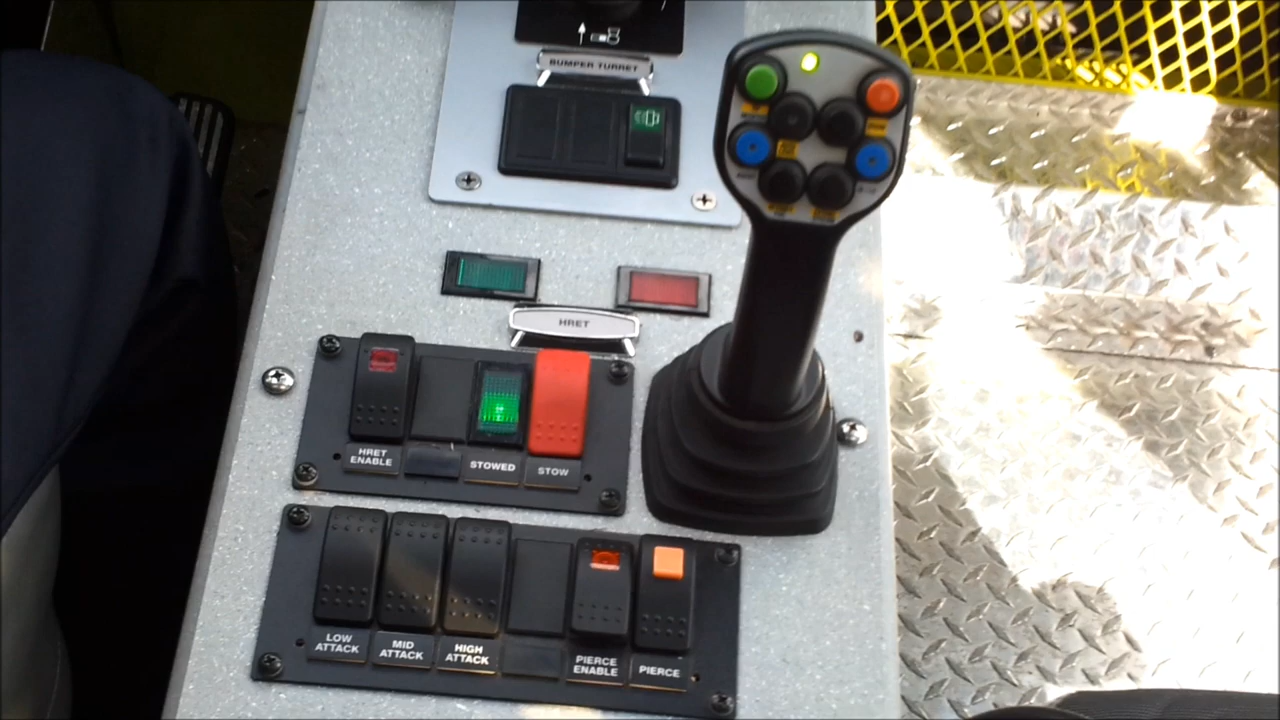 BUMPER TURRET
HRET
HRET
ENABLE
STOWED
STOW
LOW
ATTACK
MID
ATTACK
HIGH
ATTACK
PIERCE
ENABLE
PIERCE